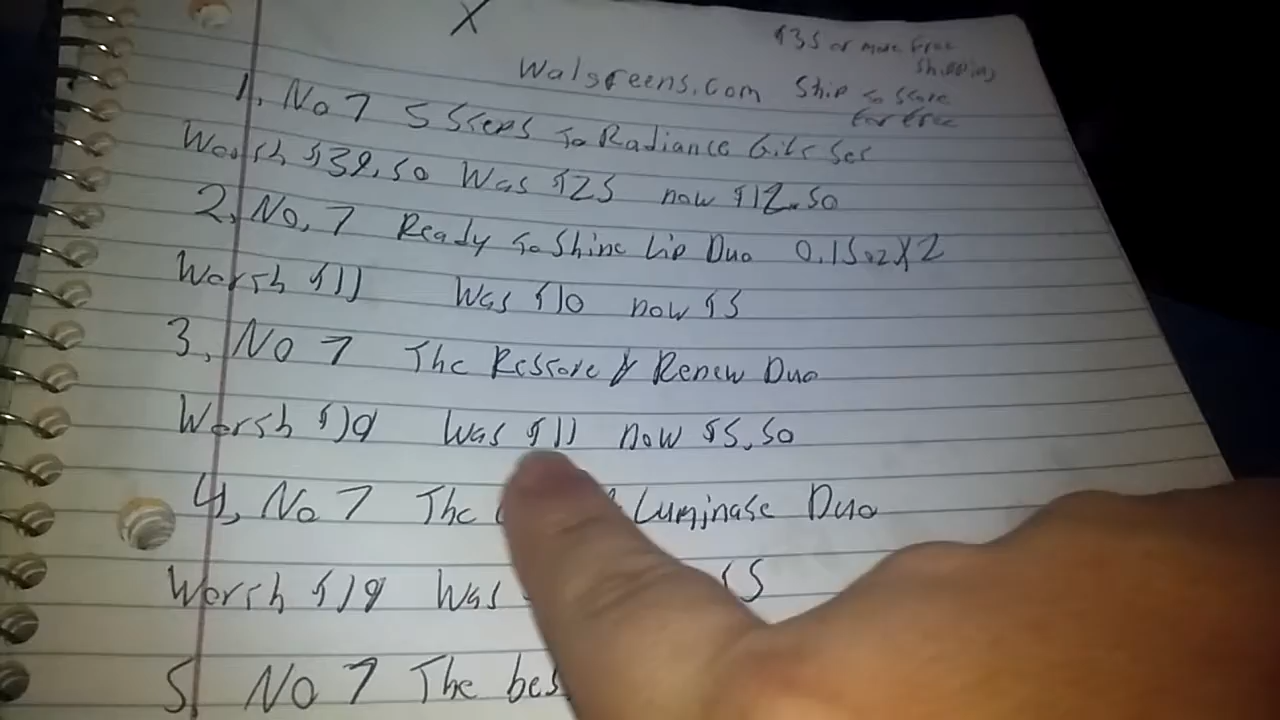 X
$35 or more free
shipping
Walgreens.com Ship to store
for free
1. No 7 5 Steps to Radiance Gift Set
Worth $39.50 Was $25 now $12.50
2. No. 7 Ready to Shine Lip Duo 0.15oz X 2
Worth $11 Was $10 now $5
3. No 7 The Restore & Renew Duo
Worth $19 Was $11 now $5.50
4. No 7 The Luminate Duo
Worth $19 Was $5
5. No 7 The bes